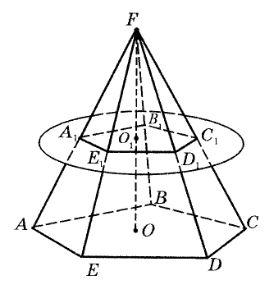 F
A₁ O₁ B₁ C₁
E₁ D₁
A B C
O
E D